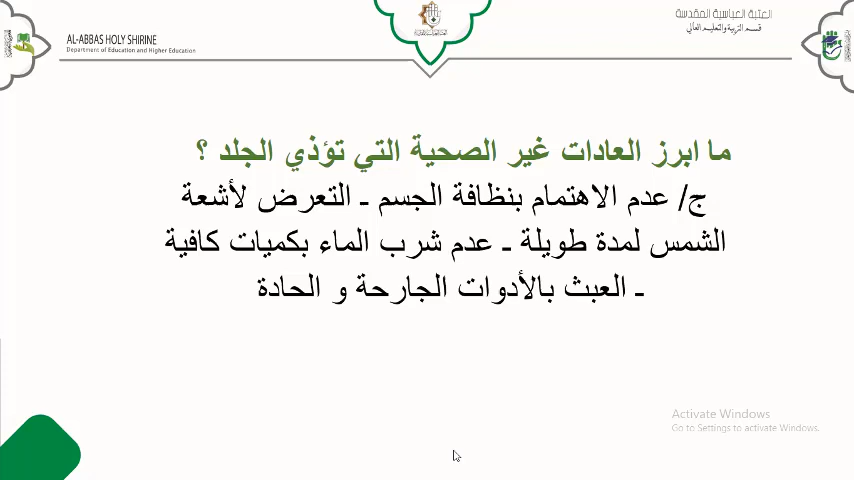 AL-ABBAS HOLY SHIRINE
Department of Education and Higher Education
العتبة العباسية المقدسة
قسم التربية والتعليم العالي
ما ابرز العادات غير الصحية التي تؤذي الجلد ؟
ج/ عدم الاهتمام بنظافة الجسم ـ التعرض لأشعة
الشمس لمدة طويلة ـ عدم شرب الماء بكميات كافية
ـ العبث بالأدوات الجارحة و الحادة
Activate Windows
Go to Settings to activate Windows.